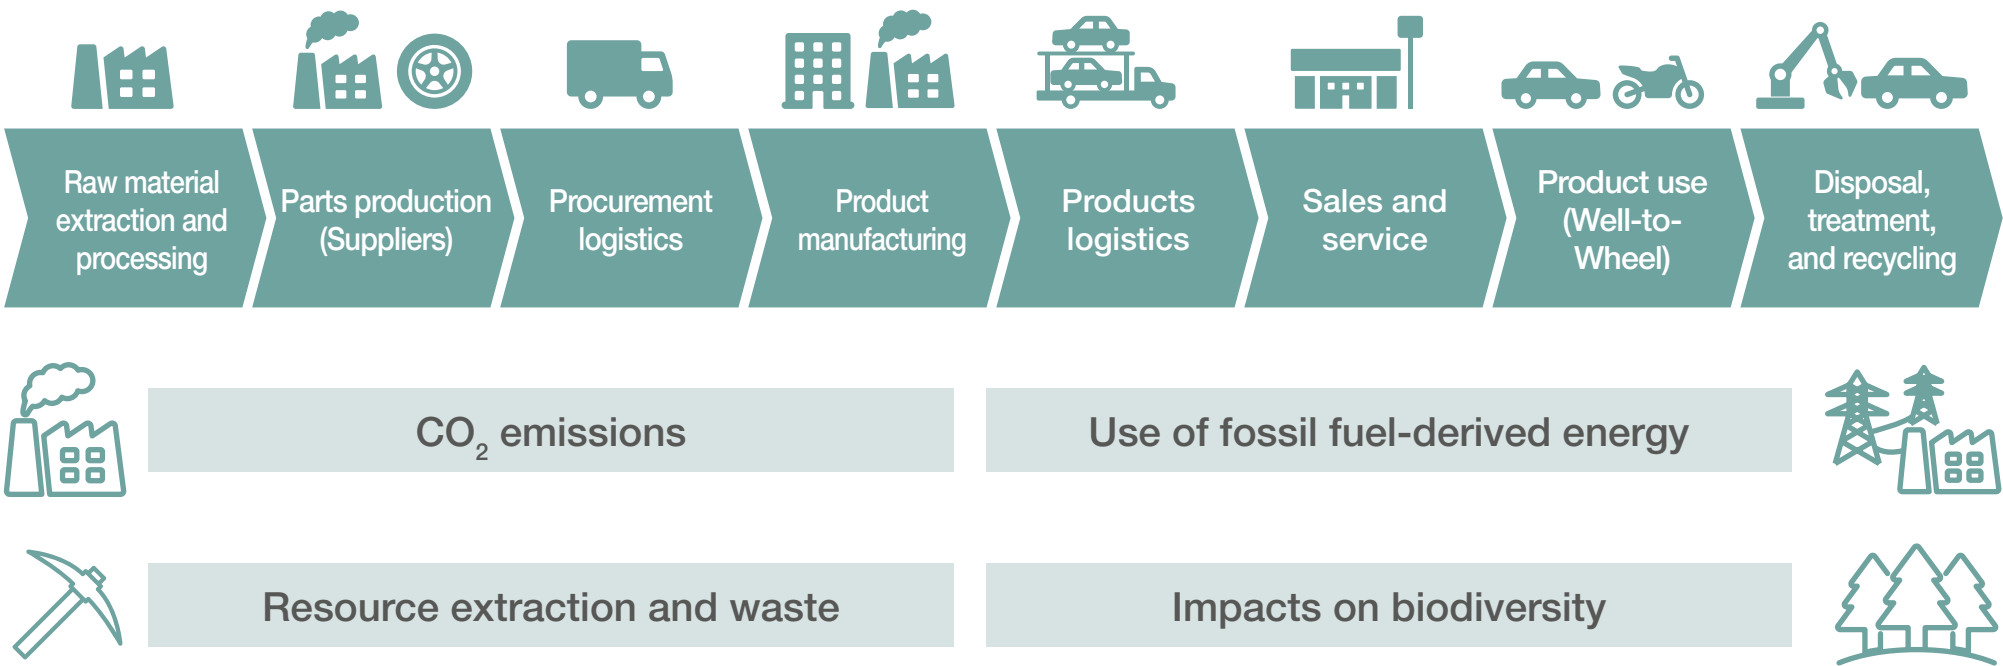 Raw material
extraction and
processing
Parts production
(Suppliers)
Procurement
logistics
Product
manufacturing
Products
logistics
Sales and
service
Product use
(Well-to-
Wheel)
Disposal,
treatment,
and recycling
CO₂ emissions
Use of fossil fuel-derived energy
Resource extraction and waste
Impacts on biodiversity